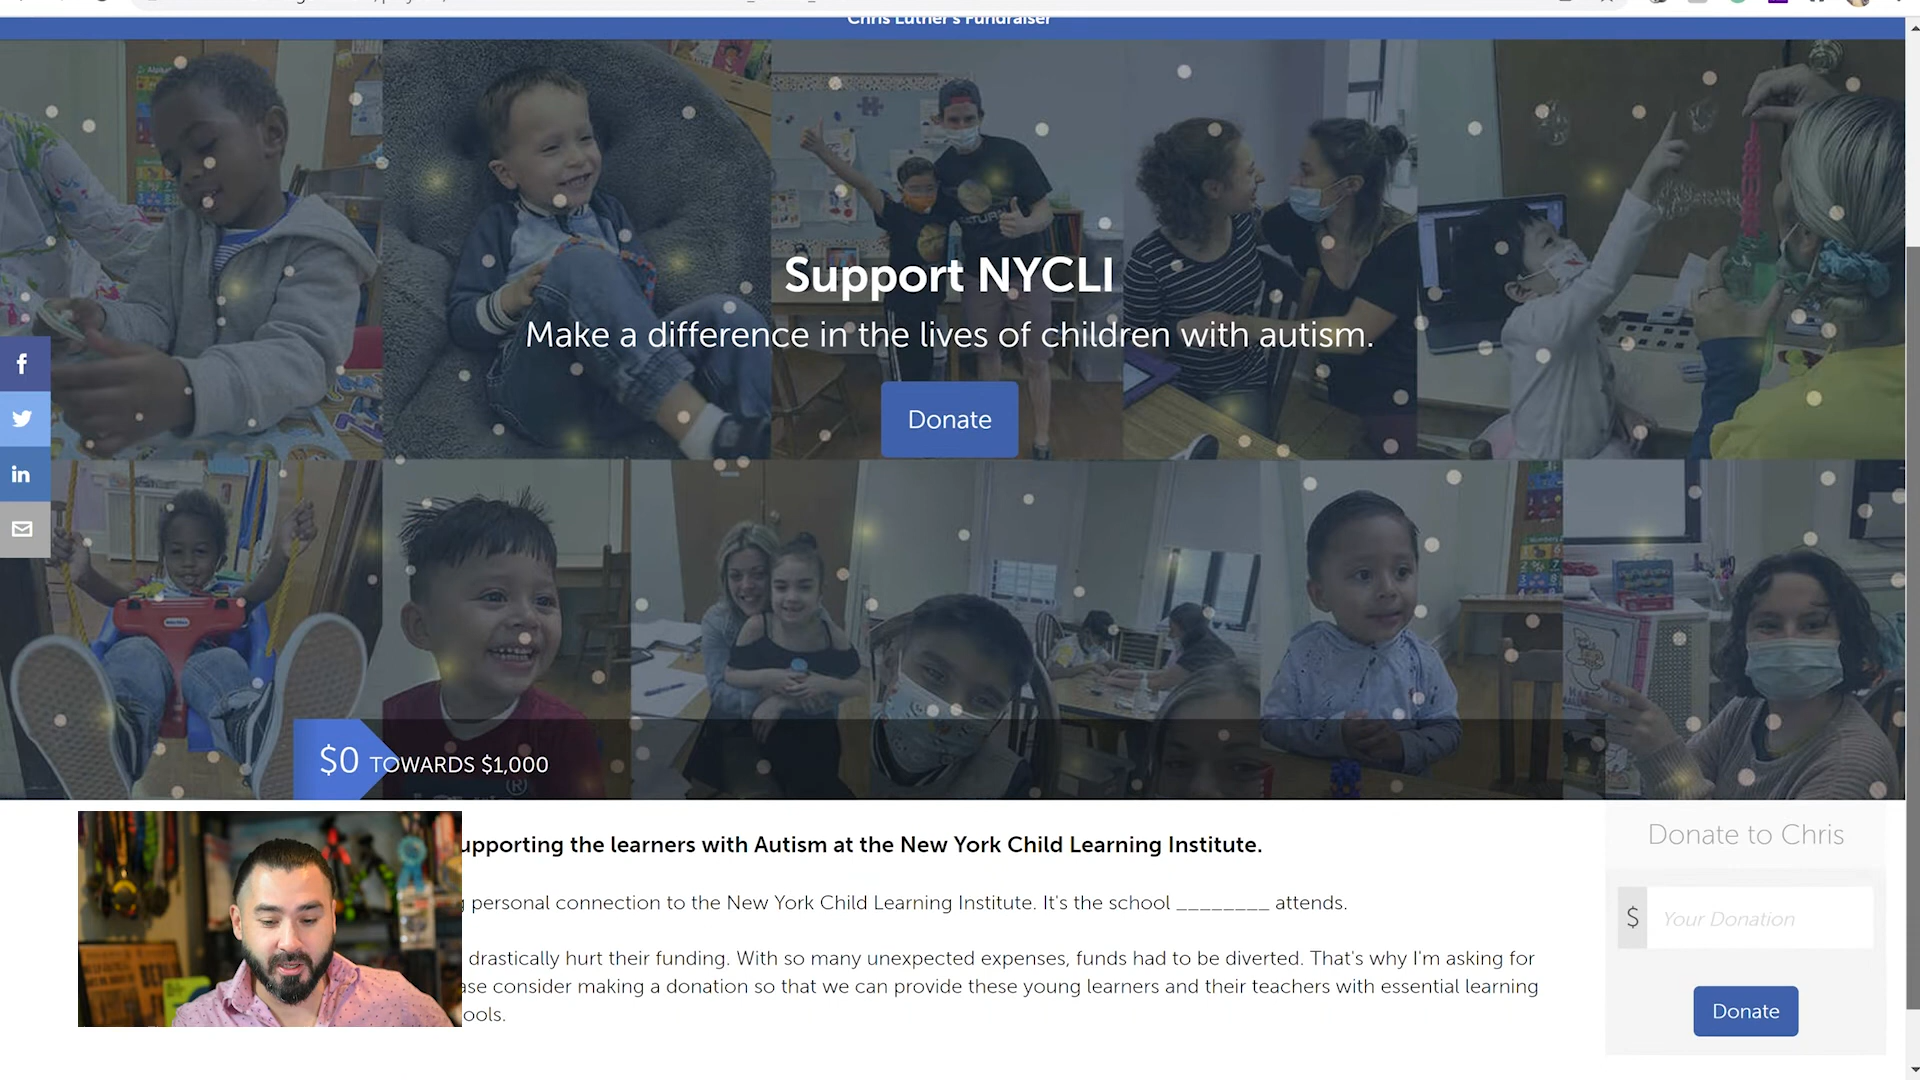 Chris Luther's Fundraiser
Support NYCLI
Make a difference in the lives of children with autism.
Donate
f
in
$0 TOWARDS $1,000
upporting the learners with Autism at the New York Child Learning Institute.
personal connection to the New York Child Learning Institute. It's the school ________ attends.
drastically hurt their funding. With so many unexpected expenses, funds had to be diverted. That's why I'm asking for
ase consider making a donation so that we can provide these young learners and their teachers with essential learning
ools.
Donate to Chris
$ Your Donation
Donate